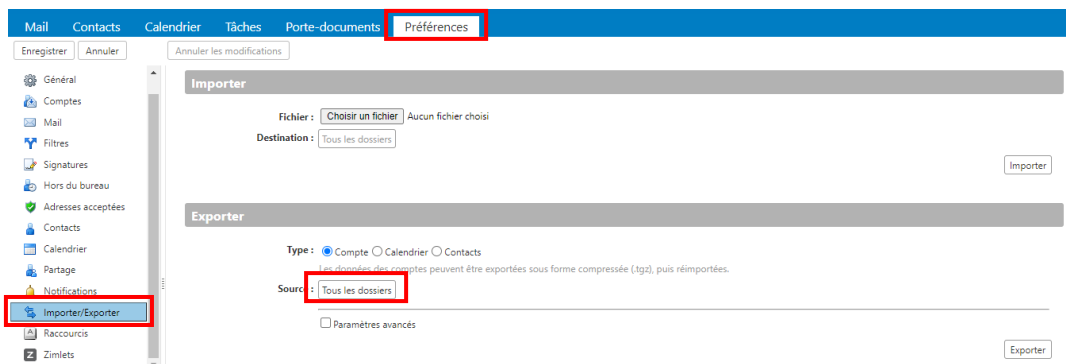 Mail Contacts Calendrier Tâches Porte-documents Préférences
Enregistrer Annuler Annuler les modifications
Général
Comptes
Mail
Filtres
Signatures
Hors du bureau
Adresses acceptées
Contacts
Calendrier
Partage
Notifications
Importer/Exporter
Raccourcis
Z Zimlets
Importer
Fichier : Choisir un fichier Aucun fichier choisi
Destination : Tous les dossiers
Importer
Exporter
Type : Compte Calendrier Contacts
Les données des comptes peuvent être exportées sous forme compressée (.tgz), puis réimportées.
Source : Tous les dossiers
Paramètres avancés
Exporter